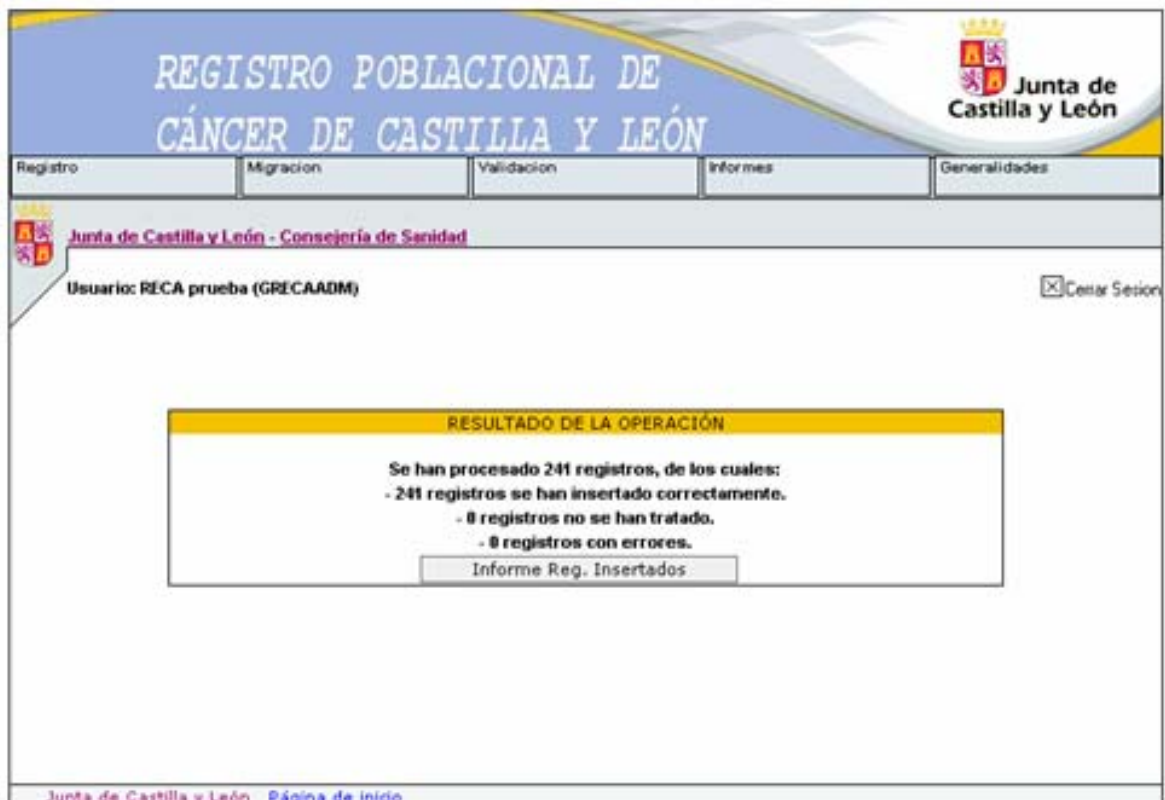 REGISTRO POBLACIONAL DE
CÁNCER DE CASTILLA Y LEÓN
Junta de
Castilla y León
Registro
Migracion
Validacion
Informes
Generalidades
Junta de Castilla y León - Consejería de Sanidad
Usuario: RECA prueba (GRECAADM)
Cerrar Sesion
RESULTADO DE LA OPERACIÓN
Se han procesado 241 registros, de los cuales:
- 241 registros se han insertado correctamente.
- 0 registros no se han tratado.
- 0 registros con errores.
Informe Reg. Insertados
Junta de Castilla y León Página de inicio